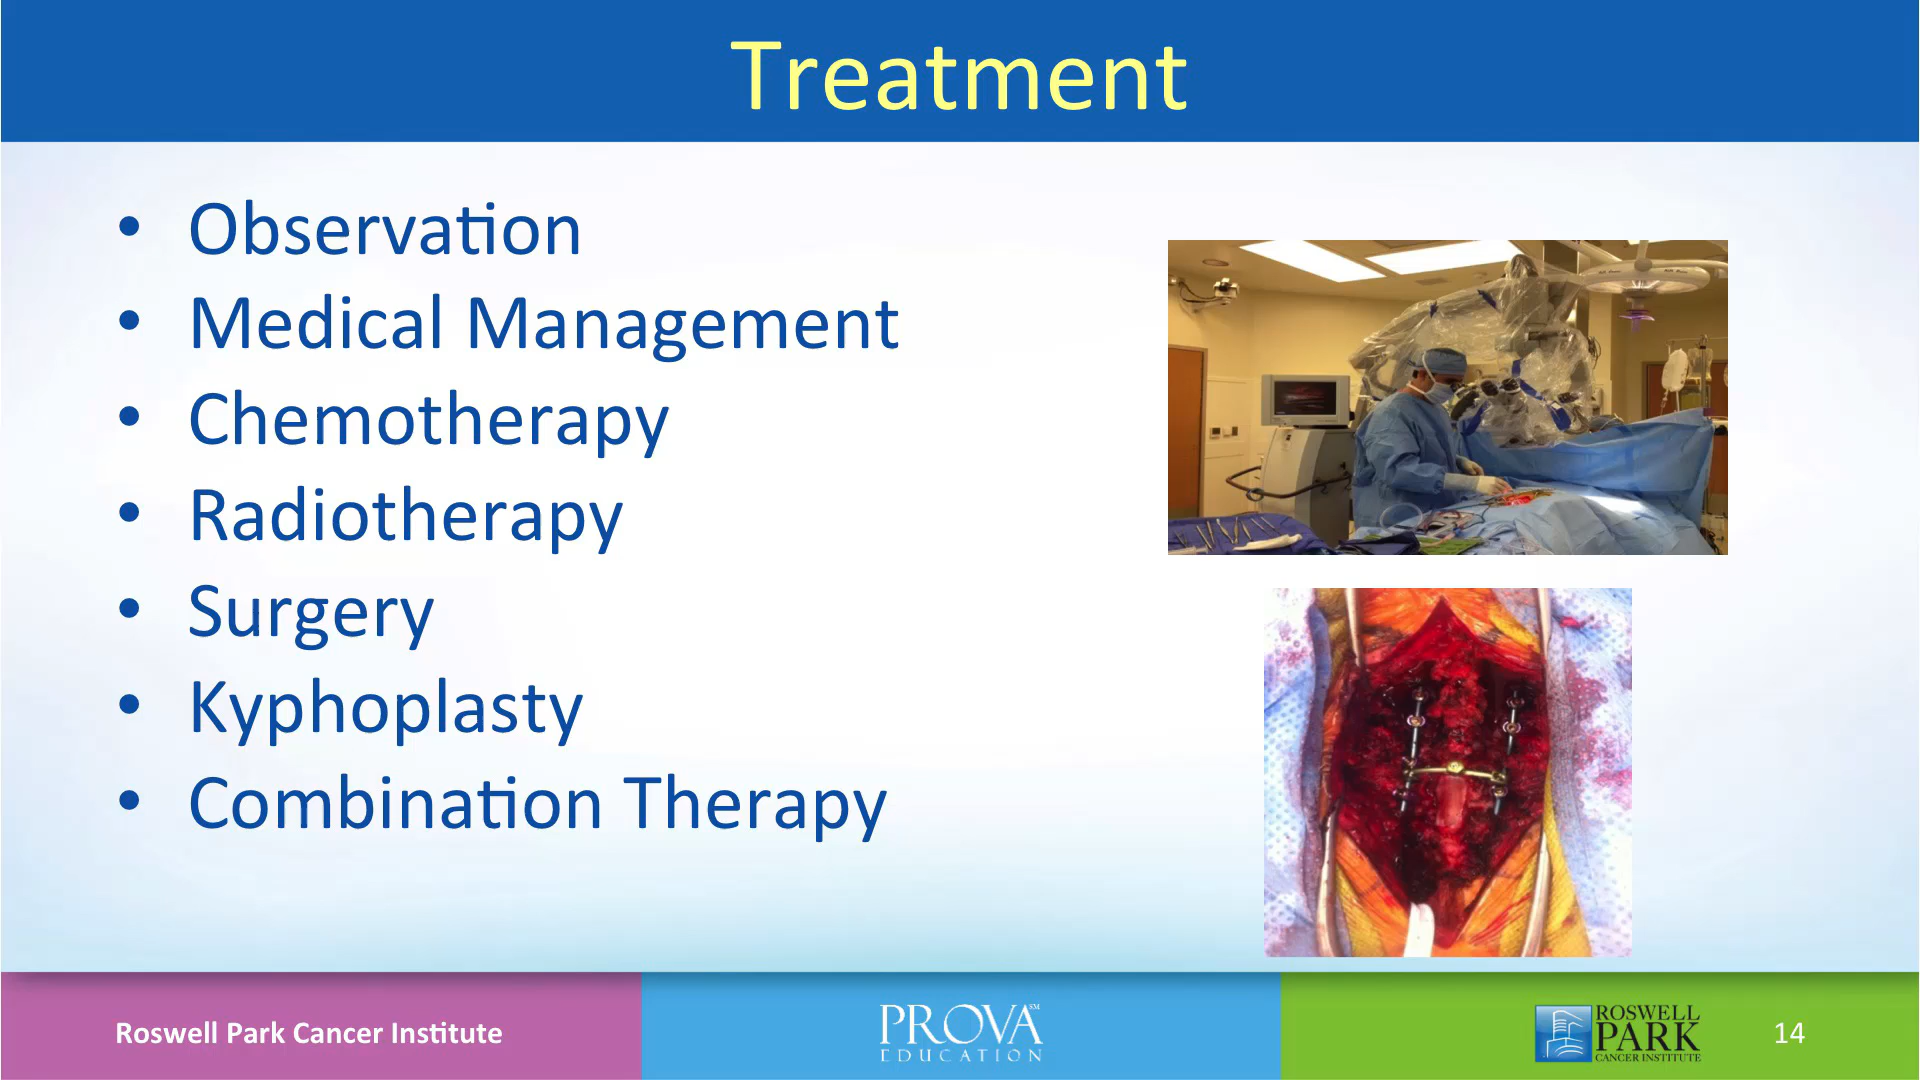 Treatment
• Observation
• Medical Management
• Chemotherapy
• Radiotherapy
• Surgery
• Kyphoplasty
• Combination Therapy
Roswell Park Cancer Institute
PROVA℠
EDUCATION
ROSWELL
PARK
CANCER INSTITUTE
14